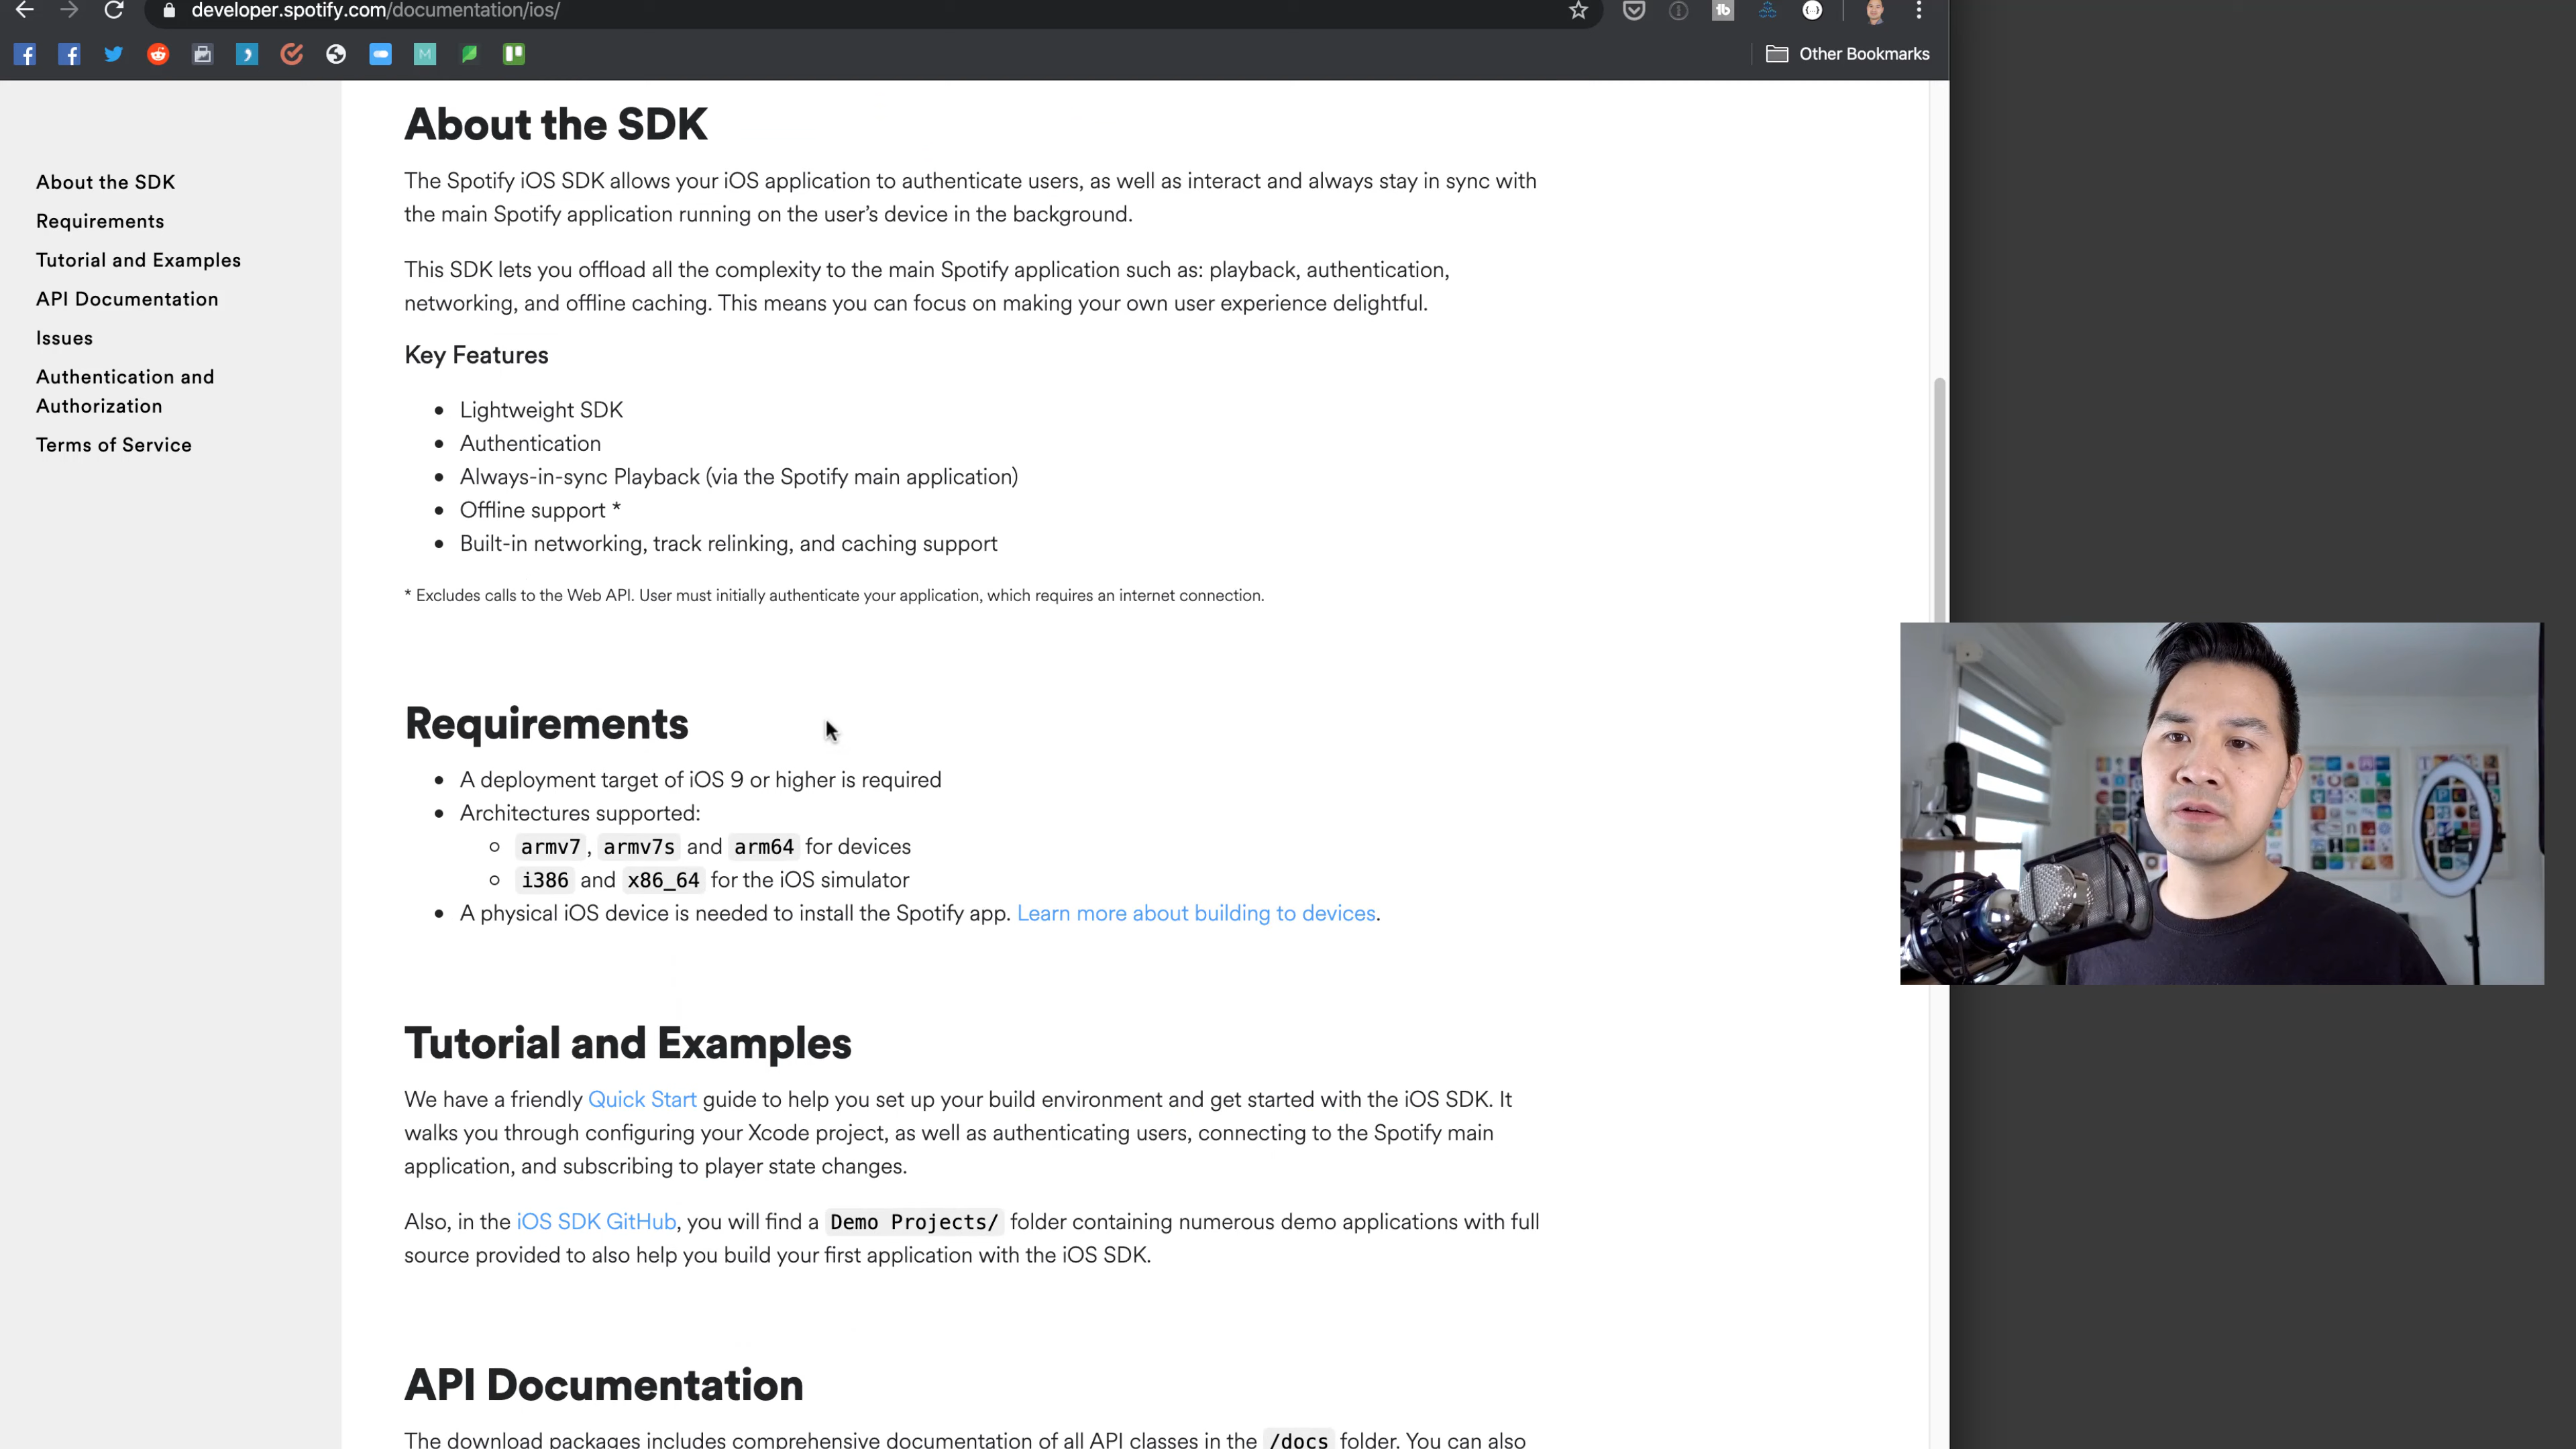 developer.spotify.com/documentation/ios/
Other Bookmarks
About the SDK
Requirements
Tutorial and Examples
API Documentation
Issues
Authentication and
Authorization
Terms of Service
About the SDK
The Spotify iOS SDK allows your iOS application to authenticate users, as well as interact and always stay in sync with
the main Spotify application running on the user’s device in the background.
This SDK lets you offload all the complexity to the main Spotify application such as: playback, authentication,
networking, and offline caching. This means you can focus on making your own user experience delightful.
Key Features
• Lightweight SDK
• Authentication
• Always-in-sync Playback (via the Spotify main application)
• Offline support *
• Built-in networking, track relinking, and caching support
* Excludes calls to the Web API. User must initially authenticate your application, which requires an internet connection.
Requirements
• A deployment target of iOS 9 or higher is required
• Architectures supported:
○ armv7, armv7s and arm64 for devices
○ i386 and x86_64 for the iOS simulator
• A physical iOS device is needed to install the Spotify app. Learn more about building to devices.
Tutorial and Examples
We have a friendly Quick Start guide to help you set up your build environment and get started with the iOS SDK. It
walks you through configuring your Xcode project, as well as authenticating users, connecting to the Spotify main
application, and subscribing to player state changes.
Also, in the iOS SDK GitHub, you will find a Demo Projects/ folder containing numerous demo applications with full
source provided to also help you build your first application with the iOS SDK.
API Documentation
The download packages includes comprehensive documentation of all API classes in the /docs folder. You can also